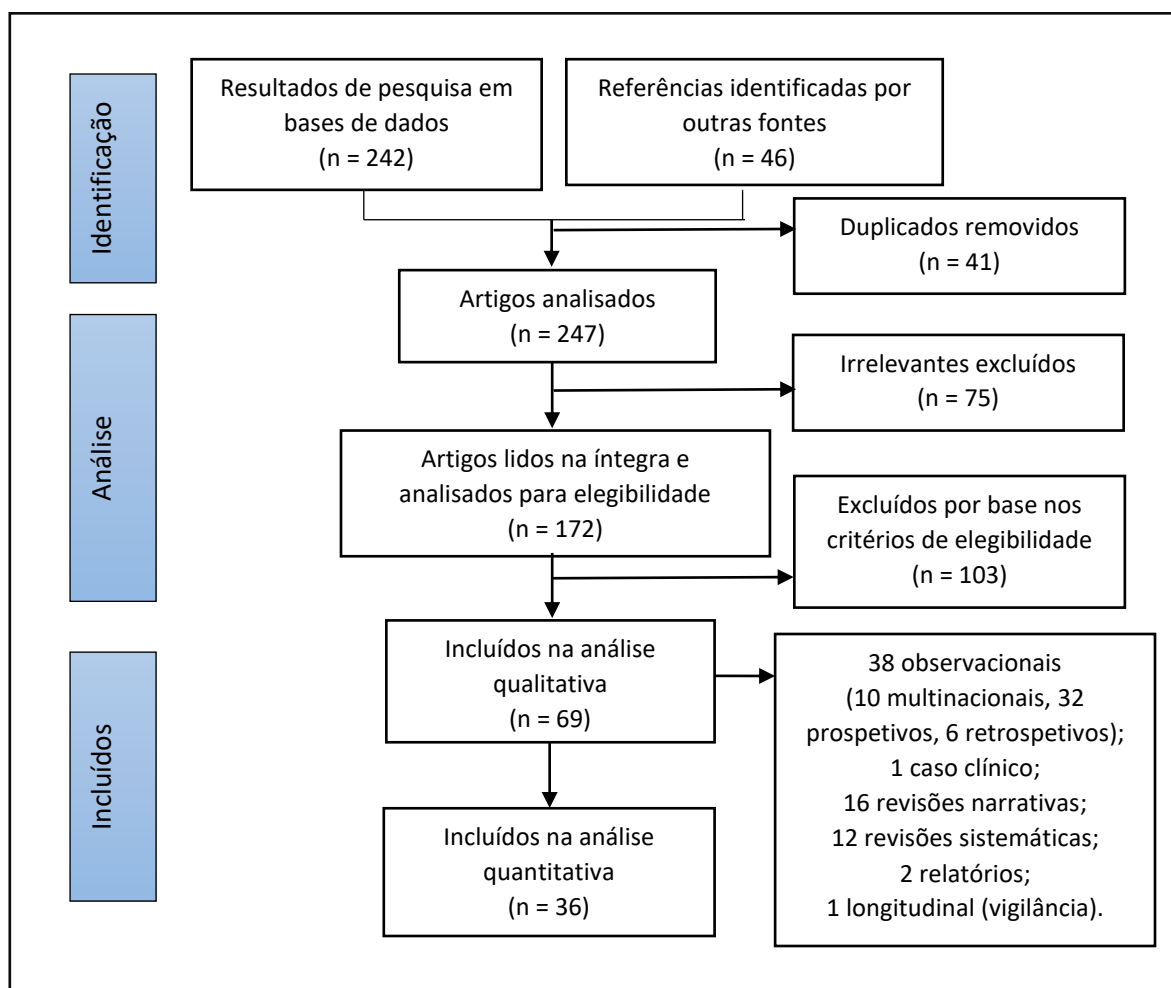 Identificação
Resultados de pesquisa em
bases de dados
(n = 242)
Referências identificadas por
outras fontes
(n = 46)
Duplicados removidos
(n = 41)
Artigos analisados
(n = 247)
Análise
Irrelevantes excluídos
(n = 75)
Artigos lidos na íntegra e
analisados para elegibilidade
(n = 172)
Excluídos por base nos
critérios de elegibilidade
(n = 103)
Incluídos
Incluídos na análise
qualitativa
(n = 69)
38 observacionais
(10 multinacionais, 32
prospetivos, 6 retrospetivos);
1 caso clínico;
16 revisões narrativas;
12 revisões sistemáticas;
2 relatórios;
1 longitudinal (vigilância).
Incluídos na análise
quantitativa
(n = 36)